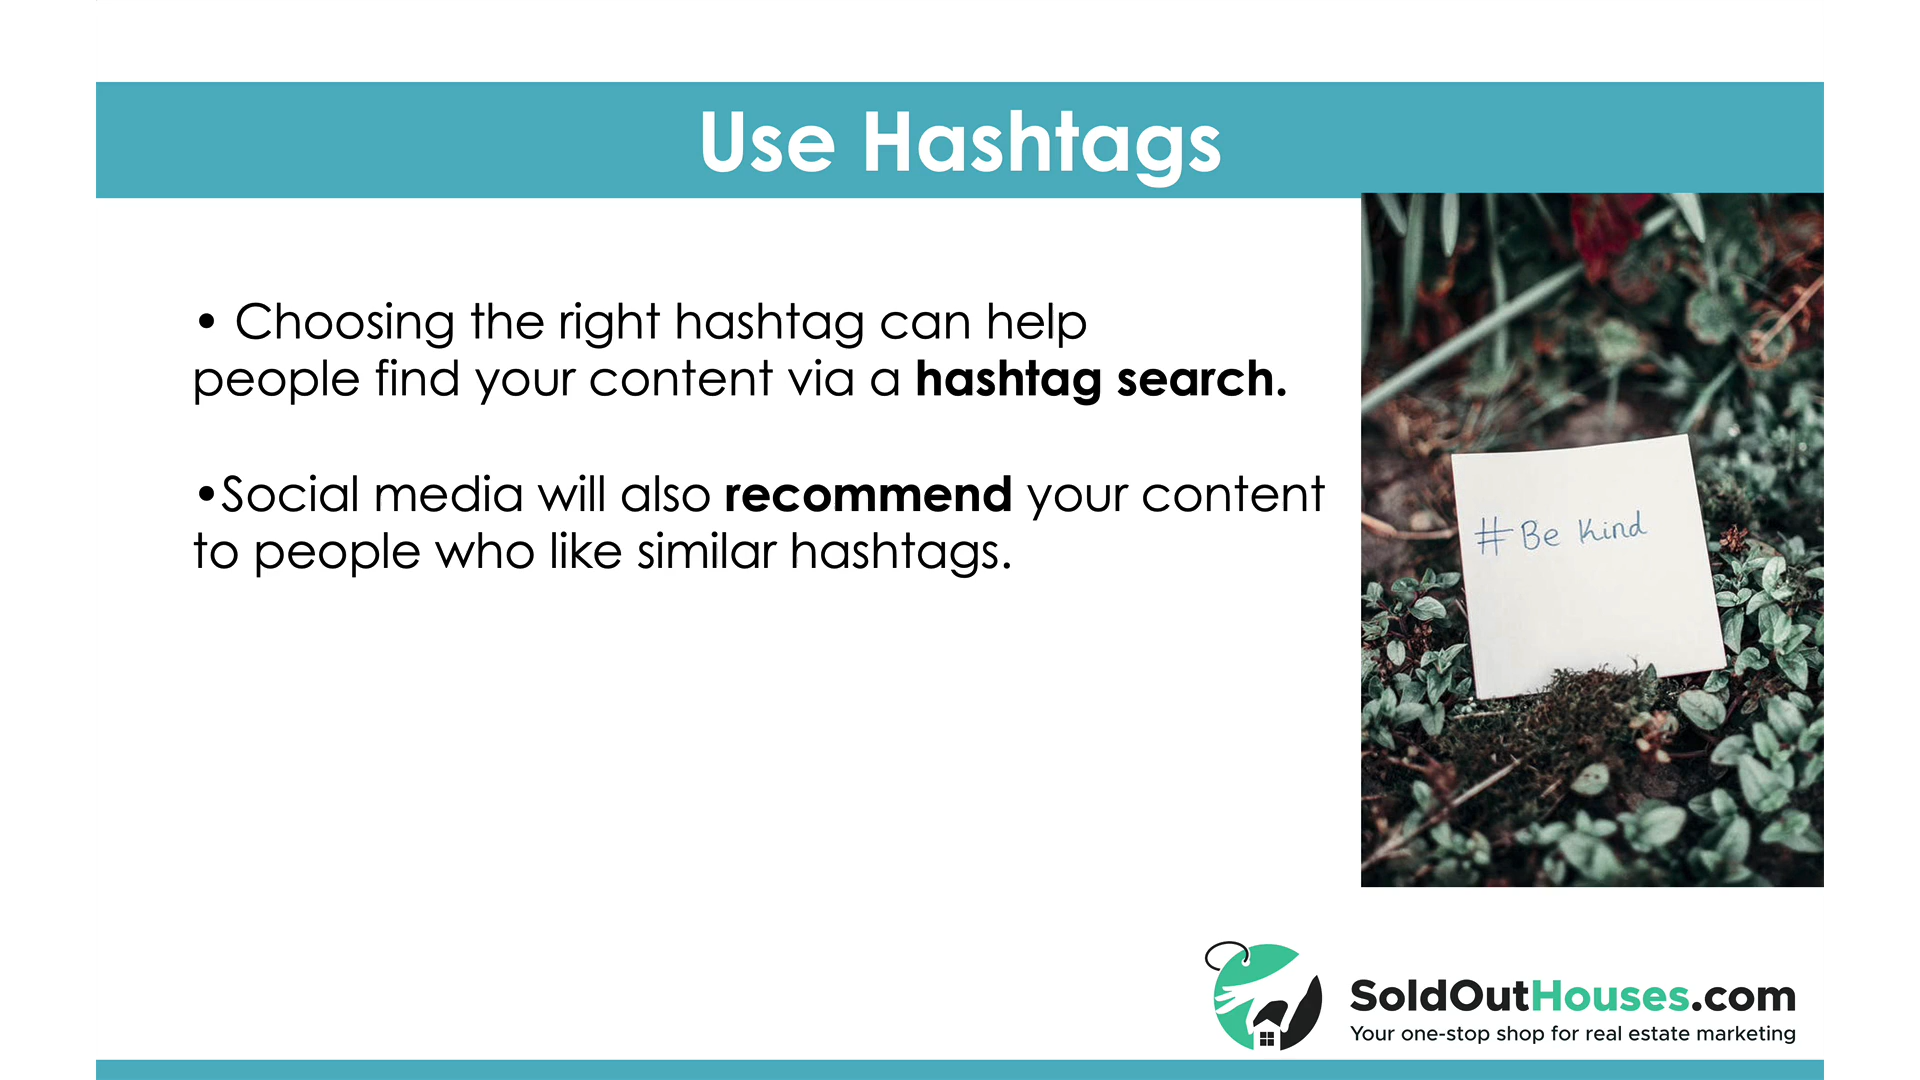 Use Hashtags
• Choosing the right hashtag can help
people find your content via a hashtag search.
•Social media will also recommend your content
to people who like similar hashtags.
#Be Kind
SoldOutHouses.com
Your one-stop shop for real estate marketing